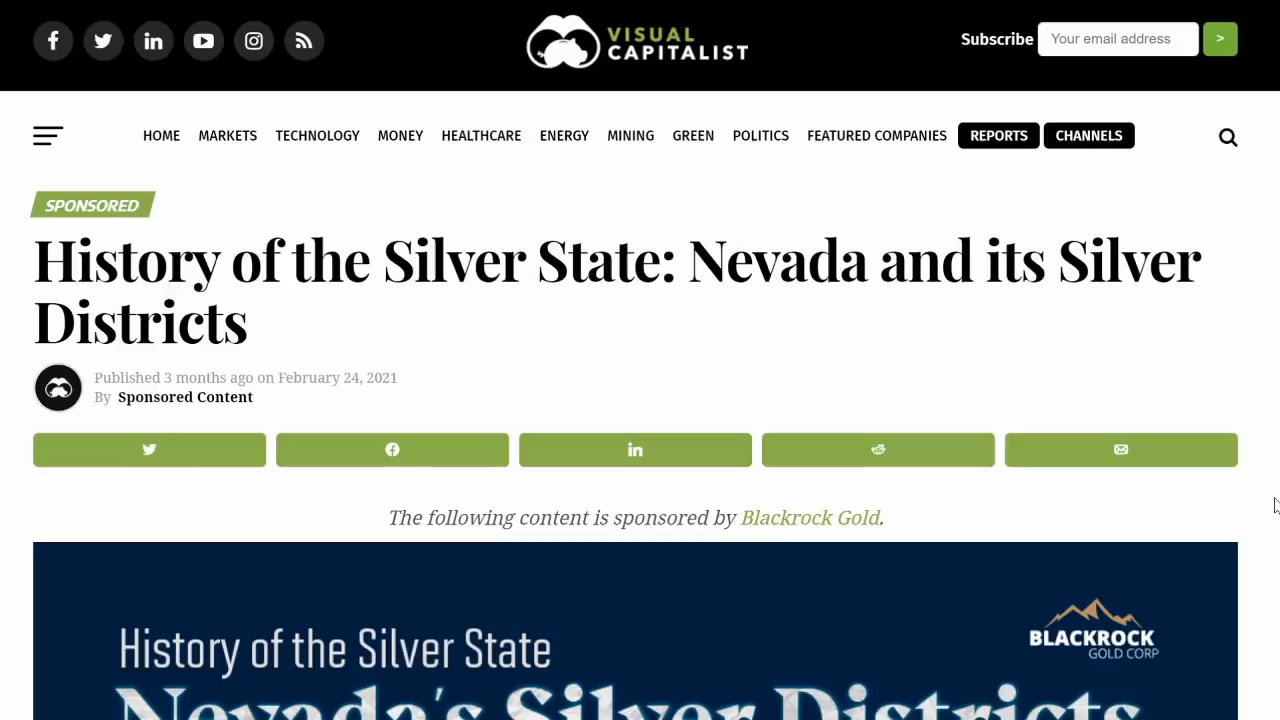 VISUAL
CAPITALIST
Subscribe
Your email address
>
HOME MARKETS TECHNOLOGY MONEY HEALTHCARE ENERGY MINING GREEN POLITICS FEATURED COMPANIES REPORTS CHANNELS
SPONSORED
History of the Silver State: Nevada and its Silver
Districts
Published 3 months ago on February 24, 2021
By Sponsored Content
The following content is sponsored by Blackrock Gold.
BLACKROCK
GOLD CORP
History of the Silver State
Nevada's Silver Districts